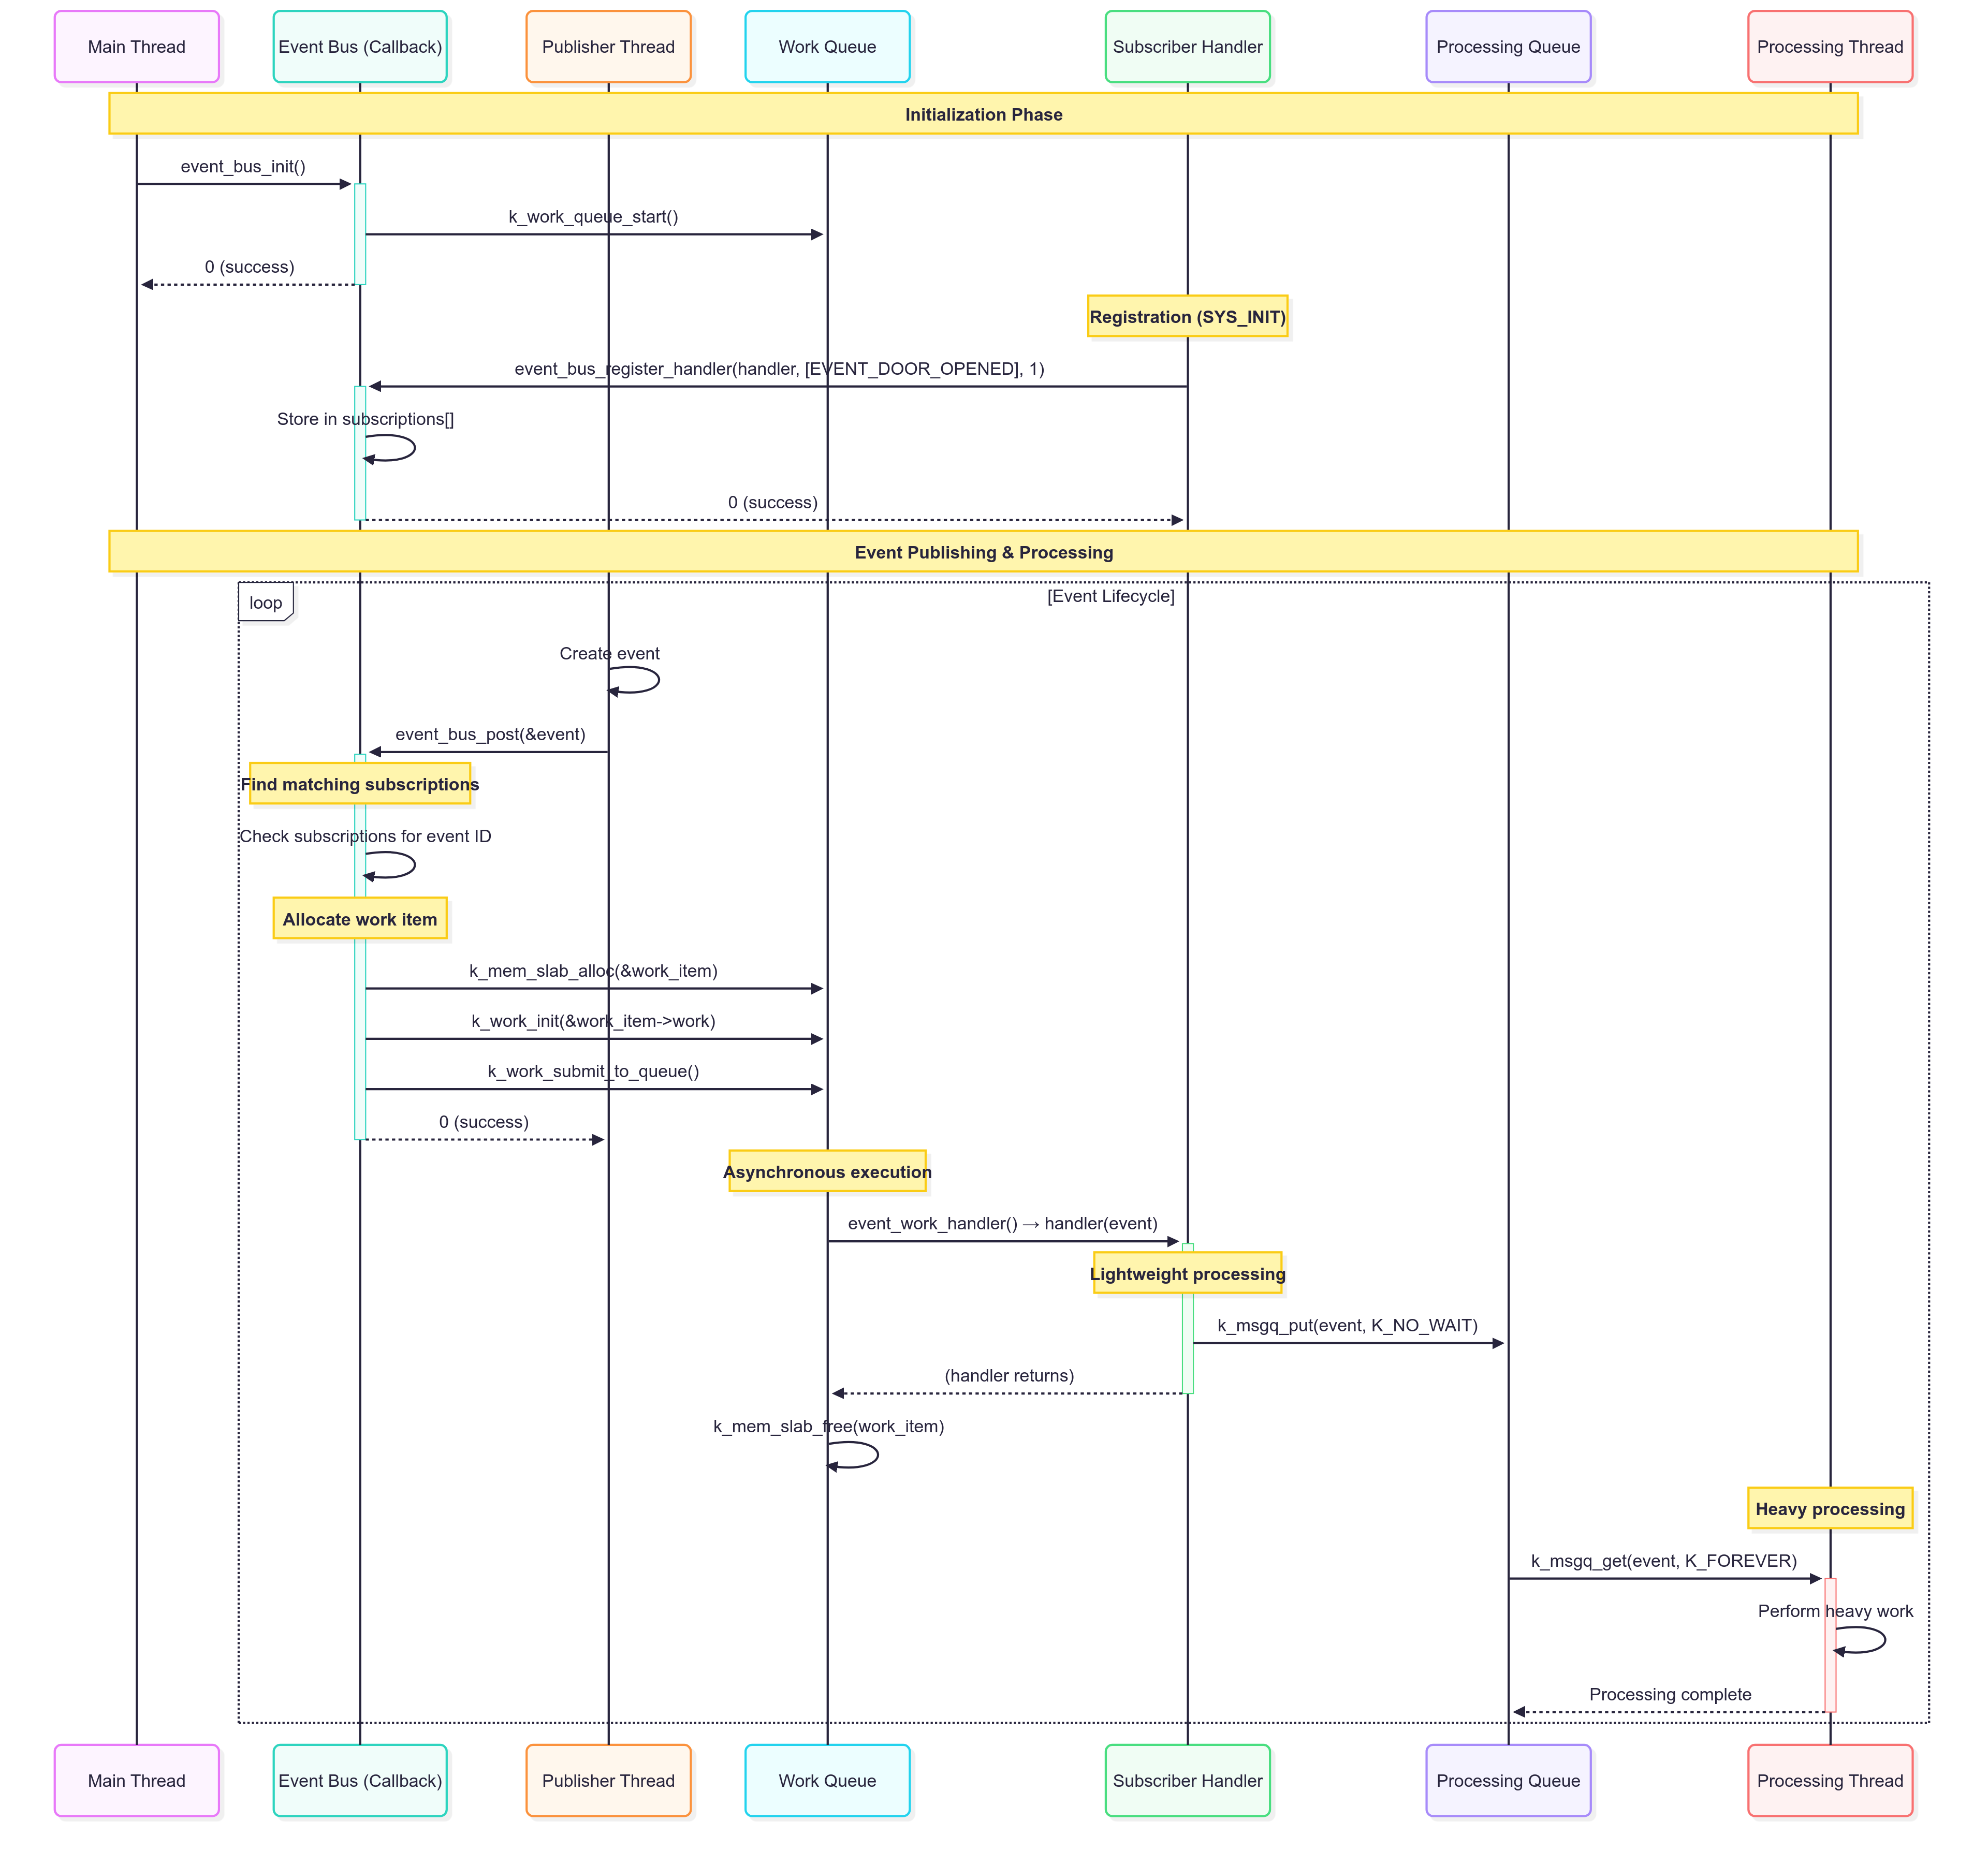 Main Thread
Event Bus (Callback)
Publisher Thread
Work Queue
Subscriber Handler
Processing Queue
Processing Thread
Initialization Phase
event_bus_init()
k_work_queue_start()
0 (success)
Registration (SYS_INIT)
event_bus_register_handler(handler, [EVENT_DOOR_OPENED], 1)
Store in subscriptions[]
0 (success)
Event Publishing & Processing
loop
[Event Lifecycle]
Create event
event_bus_post(&event)
Find matching subscriptions
Check subscriptions for event ID
Allocate work item
k_mem_slab_alloc(&work_item)
k_work_init(&work_item->work)
k_work_submit_to_queue()
0 (success)
Asynchronous execution
event_work_handler() → handler(event)
Lightweight processing
k_msgq_put(event, K_NO_WAIT)
(handler returns)
k_mem_slab_free(work_item)
Heavy processing
k_msgq_get(event, K_FOREVER)
Perform heavy work
Processing complete
Main Thread
Event Bus (Callback)
Publisher Thread
Work Queue
Subscriber Handler
Processing Queue
Processing Thread